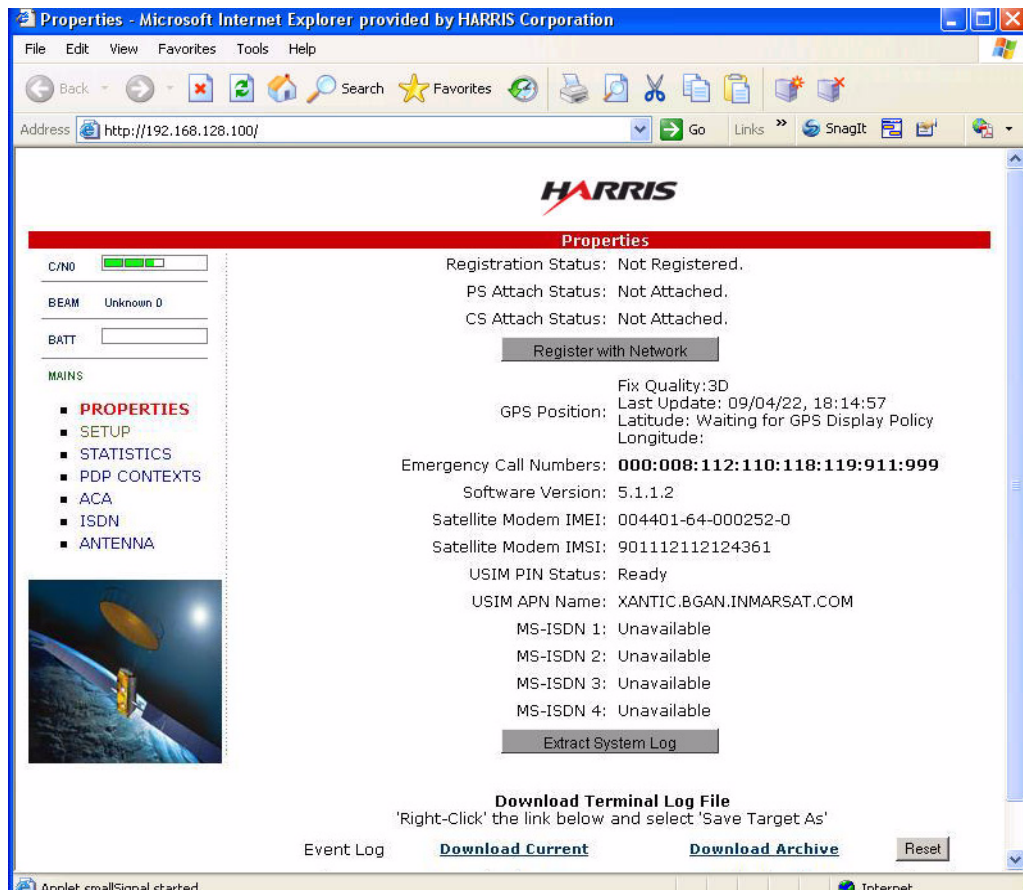 Properties - Microsoft Internet Explorer provided by HARRIS Corporation
File Edit View Favorites Tools Help
Back Search Favorites
Address http://192.168.128.100/ Go Links » SnagIt
HARRIS
Properties
C/N0
BEAM Unknown 0
BATT
MAINS
PROPERTIES
SETUP
STATISTICS
PDP CONTEXTS
ACA
ISDN
ANTENNA
Registration Status: Not Registered.
PS Attach Status: Not Attached.
CS Attach Status: Not Attached.
Register with Network
GPS Position: Fix Quality:3D
Last Update: 09/04/22, 18:14:57
Latitude: Waiting for GPS Display Policy
Longitude:
Emergency Call Numbers: 000:008:112:110:118:119:911:999
Software Version: 5.1.1.2
Satellite Modem IMEI: 004401-64-000252-0
Satellite Modem IMSI: 901112112124361
USIM PIN Status: Ready
USIM APN Name: XANTIC.BGAN.INMARSAT.COM
MS-ISDN 1: Unavailable
MS-ISDN 2: Unavailable
MS-ISDN 3: Unavailable
MS-ISDN 4: Unavailable
Extract System Log
Download Terminal Log File
'Right-Click' the link below and select 'Save Target As'
Event Log Download Current Download Archive Reset
Applet smallSignal started Internet